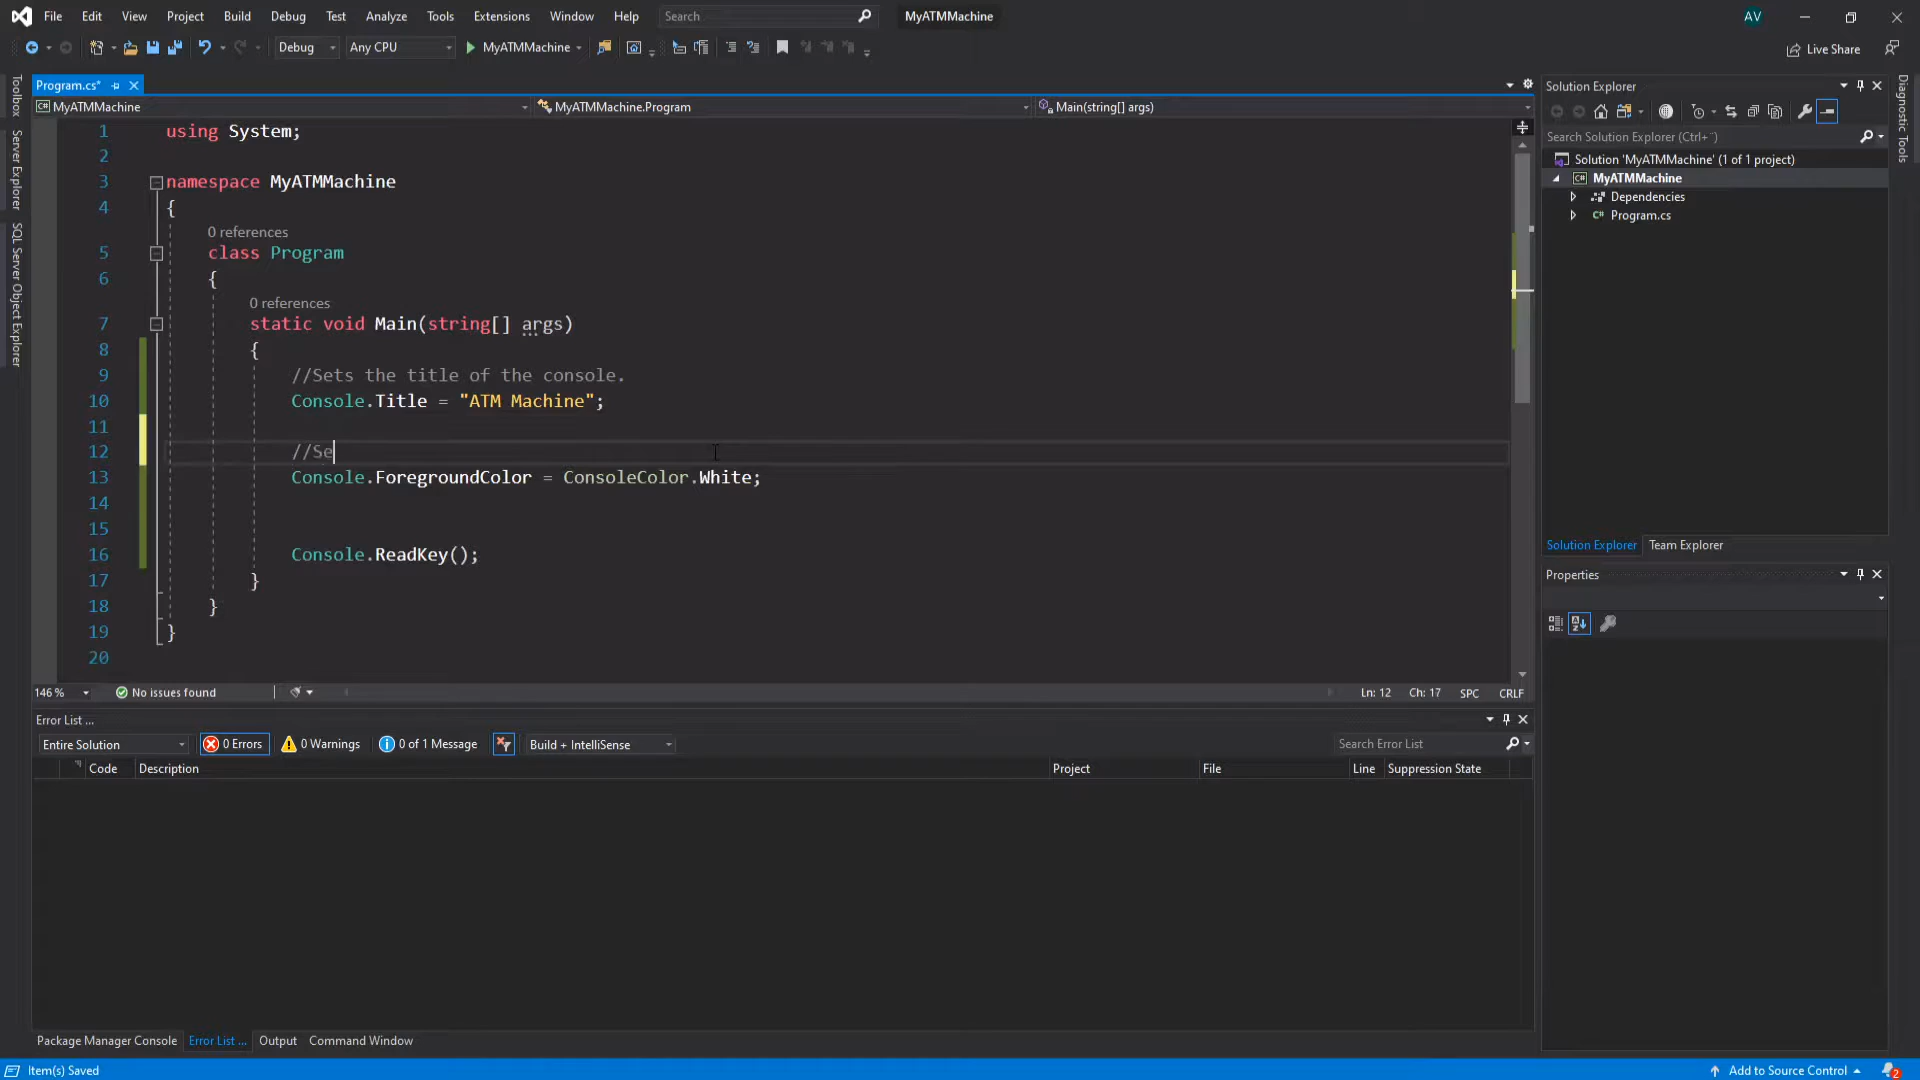 File Edit View Project Build Debug Test Analyze Tools Extensions Window Help Search MyATMMachine AV
Debug Any CPU MyATMMachine Live Share
Program.cs*
MyATMMachine MyATMMachine.Program Main(string[] args)
1 using System;
2
3 namespace MyATMMachine
4 {
0 references
5 class Program
6 {
0 references
7 static void Main(string[] args)
8 {
9 //Sets the title of the console.
10 Console.Title = "ATM Machine";
11
12 //Se
13 Console.ForegroundColor = ConsoleColor.White;
14
15
16 Console.ReadKey();
17 }
18 }
19 }
20
146 % No issues found Ln: 12 Ch: 17 SPC CRLF
Error List ...
Entire Solution 0 Errors 0 Warnings 0 of 1 Message Build + IntelliSense Search Error List
Code Description Project File Line Suppression State
Package Manager Console Error List ... Output Command Window
Item(s) Saved Add to Source Control 2
Toolbox
Server Explorer
SQL Server Object Explorer
Solution Explorer
Search Solution Explorer (Ctrl+¨)
Solution 'MyATMMachine' (1 of 1 project)
MyATMMachine
Dependencies
Program.cs
Solution Explorer Team Explorer
Properties
Diagnostic Tools